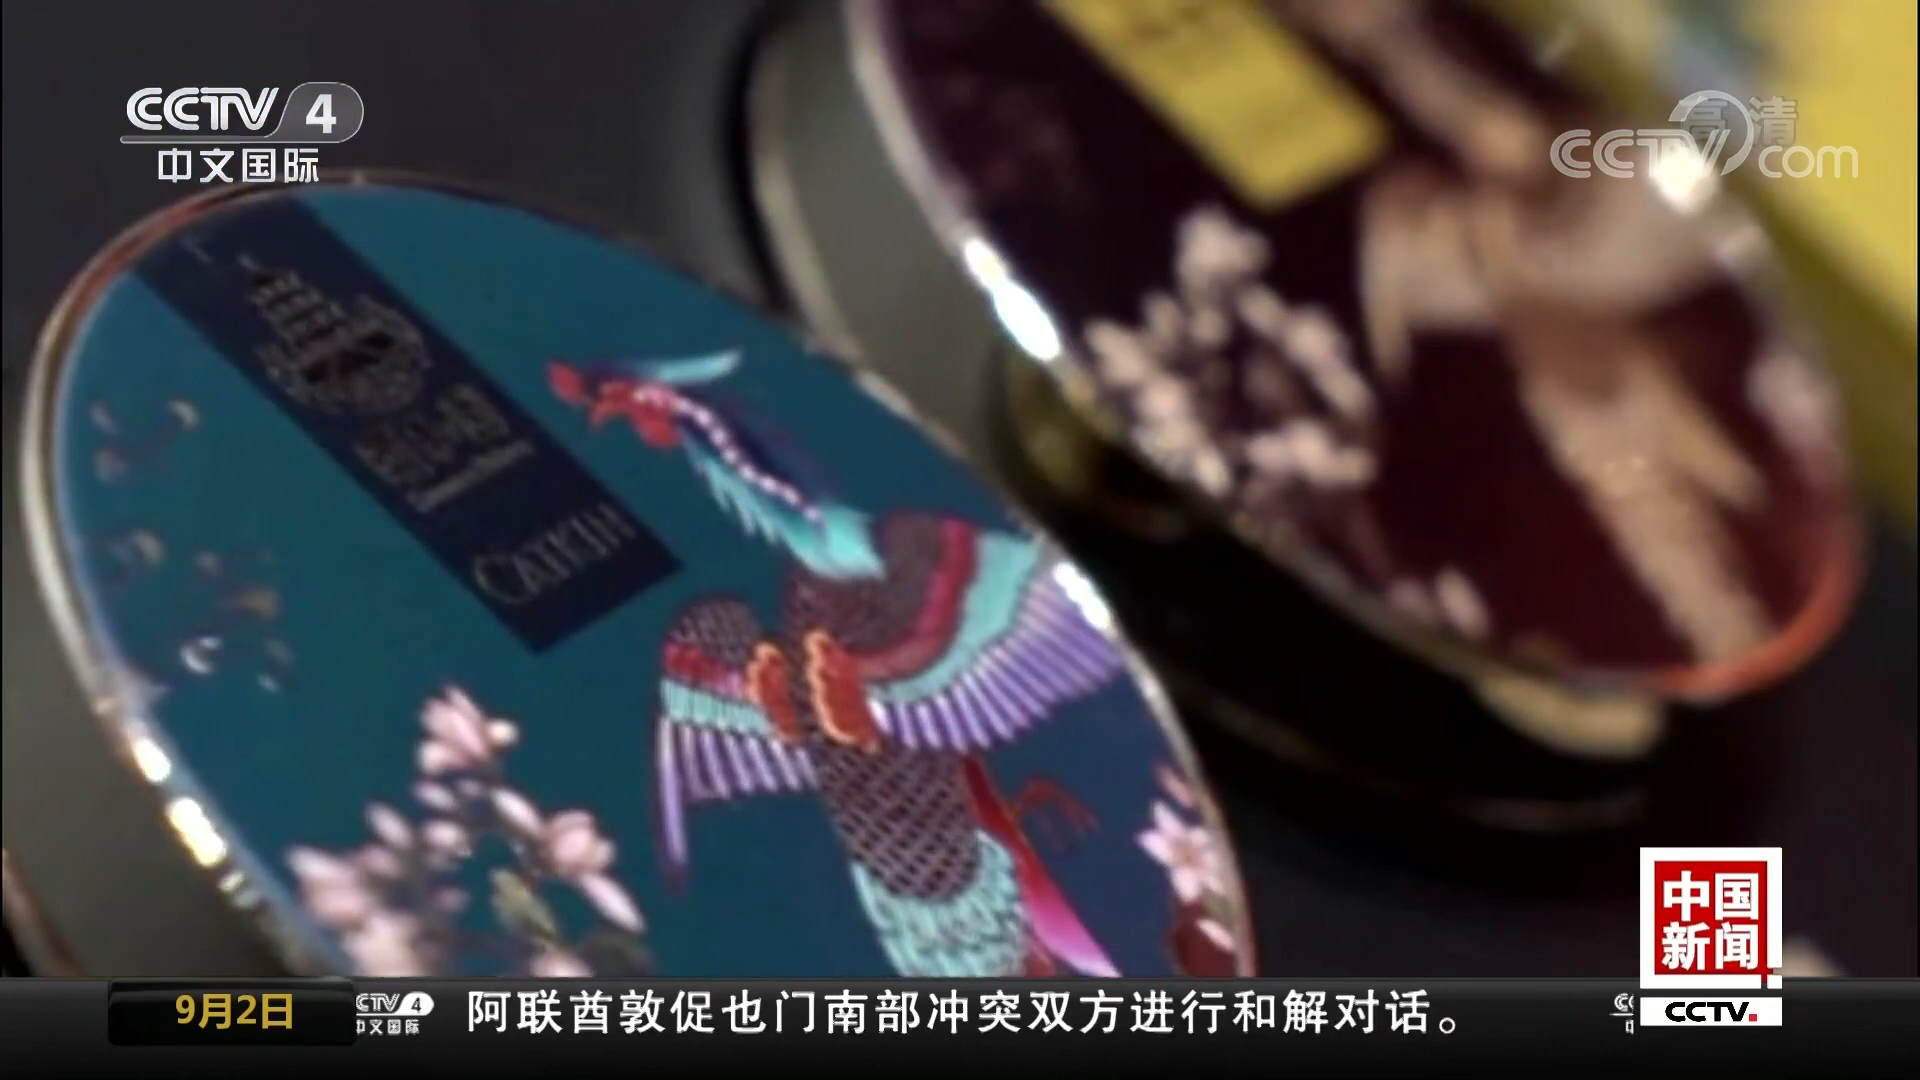 CCTV 4
中文国际
高清
CCTV com
CATKIN
中国
新闻
CCTV.
9月2日
CCTV 4
中文国际
阿联酋敦促也门南部冲突双方进行和解对话。